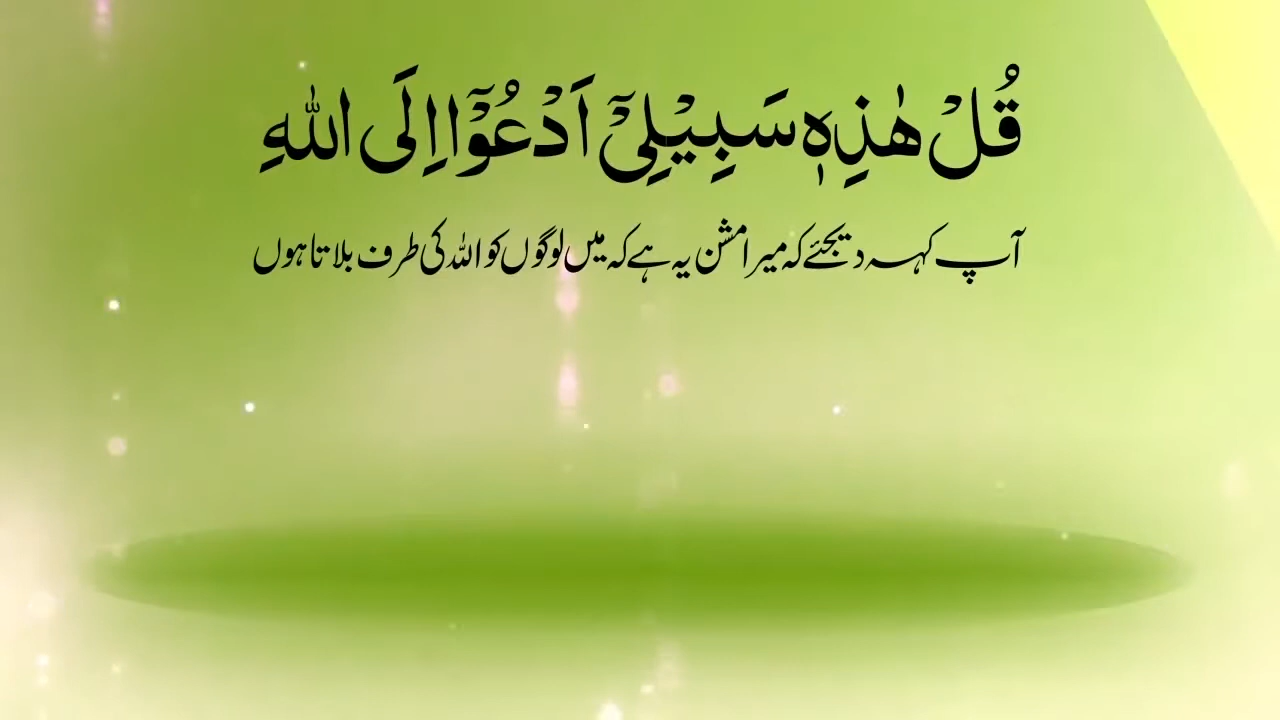 قُلْ هٰذِهٖ سَبِیْلِیْۤ اَدْعُوْۤا اِلَی اللّٰهِ
آپ کہہ دیجئے کہ میرا مشن یہ ہے کہ میں لوگوں کو اللہ کی طرف بلاتا ہوں